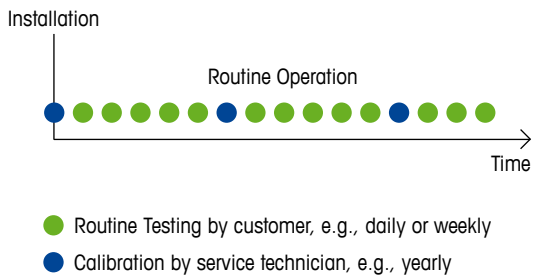 Installation
Routine Operation
Time
Routine Testing by customer, e.g., daily or weekly
Calibration by service technician, e.g., yearly